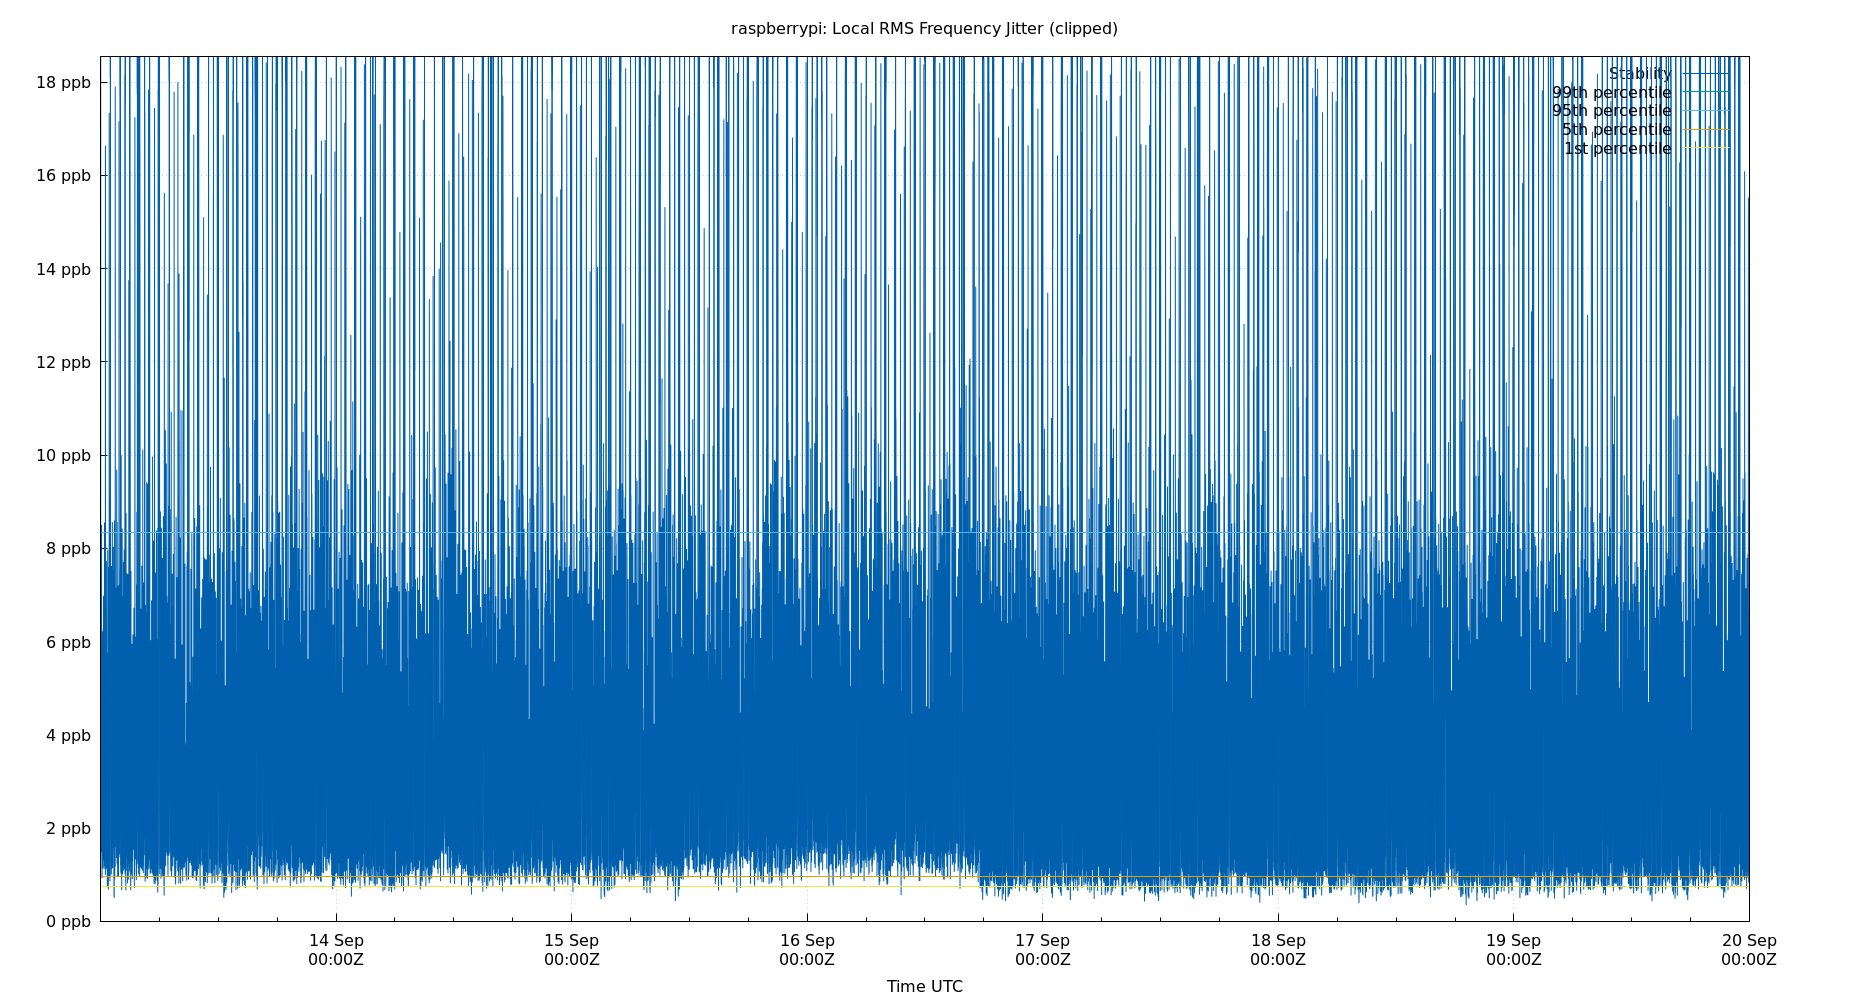 raspberrypi: Local RMS Frequency Jitter (clipped)
18 ppb
16 ppb
14 ppb
12 ppb
10 ppb
8 ppb
6 ppb
4 ppb
2 ppb
0 ppb
Stability
99th percentile
95th percentile
5th percentile
1st percentile
14 Sep 15 Sep 16 Sep 17 Sep 18 Sep 19 Sep 20 Sep
00:00Z 00:00Z 00:00Z 00:00Z 00:00Z 00:00Z 00:00Z
Time UTC